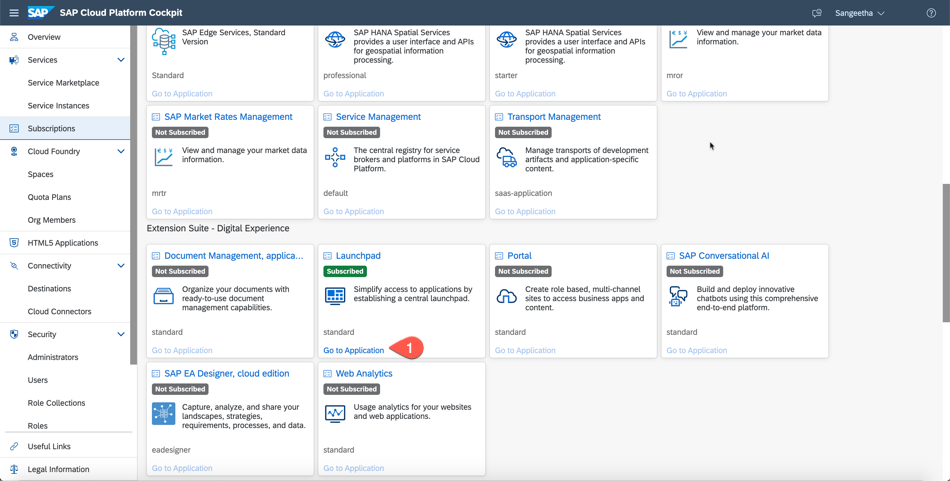 SAP SAP Cloud Platform Cockpit
Sangeetha
Overview
Services
Service Marketplace
Service Instances
Subscriptions
Cloud Foundry
Spaces
Quota Plans
Org Members
HTML5 Applications
Connectivity
Destinations
Cloud Connectors
Security
Administrators
Users
Role Collections
Roles
Useful Links
Legal Information
SAP Edge Services, Standard
Version
Standard
Go to Application
SAP HANA Spatial Services
provides a user interface and APIs
for geospatial information
processing.
professional
Go to Application
SAP HANA Spatial Services
provides a user interface and APIs
for geospatial information
processing.
starter
Go to Application
View and manage your market data
information.
mror
Go to Application
SAP Market Rates Management
Not Subscribed
View and manage your market data
information.
mrtr
Go to Application
Service Management
Not Subscribed
The central registry for service
brokers and platforms in SAP Cloud
Platform.
default
Go to Application
Transport Management
Not Subscribed
Manage transports of development
artifacts and application-specific
content.
saas-application
Go to Application
Extension Suite - Digital Experience
Document Management, applica...
Not Subscribed
Organize your documents with
ready-to-use document
management capabilities.
standard
Go to Application
Launchpad
Subscribed
Simplify access to applications by
establishing a central launchpad.
standard
Go to Application
1
Portal
Not Subscribed
Create role based, multi-channel
sites to access business apps and
content.
standard
Go to Application
SAP Conversational AI
Not Subscribed
Build and deploy innovative
chatbots using this comprehensive
end-to-end platform.
standard
Go to Application
SAP EA Designer, cloud edition
Not Subscribed
Capture, analyze, and share your
landscapes, strategies,
requirements, processes, and data.
eadesigner
Go to Application
Web Analytics
Not Subscribed
Usage analytics for your websites
and web applications.
standard
Go to Application